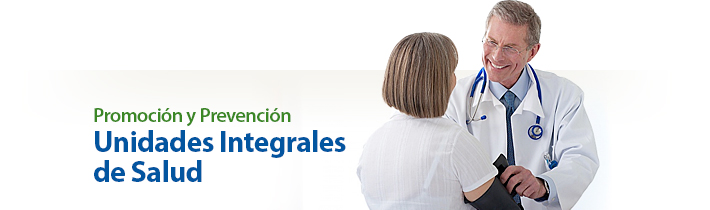 Promoción y Prevención
Unidades Integrales
de Salud